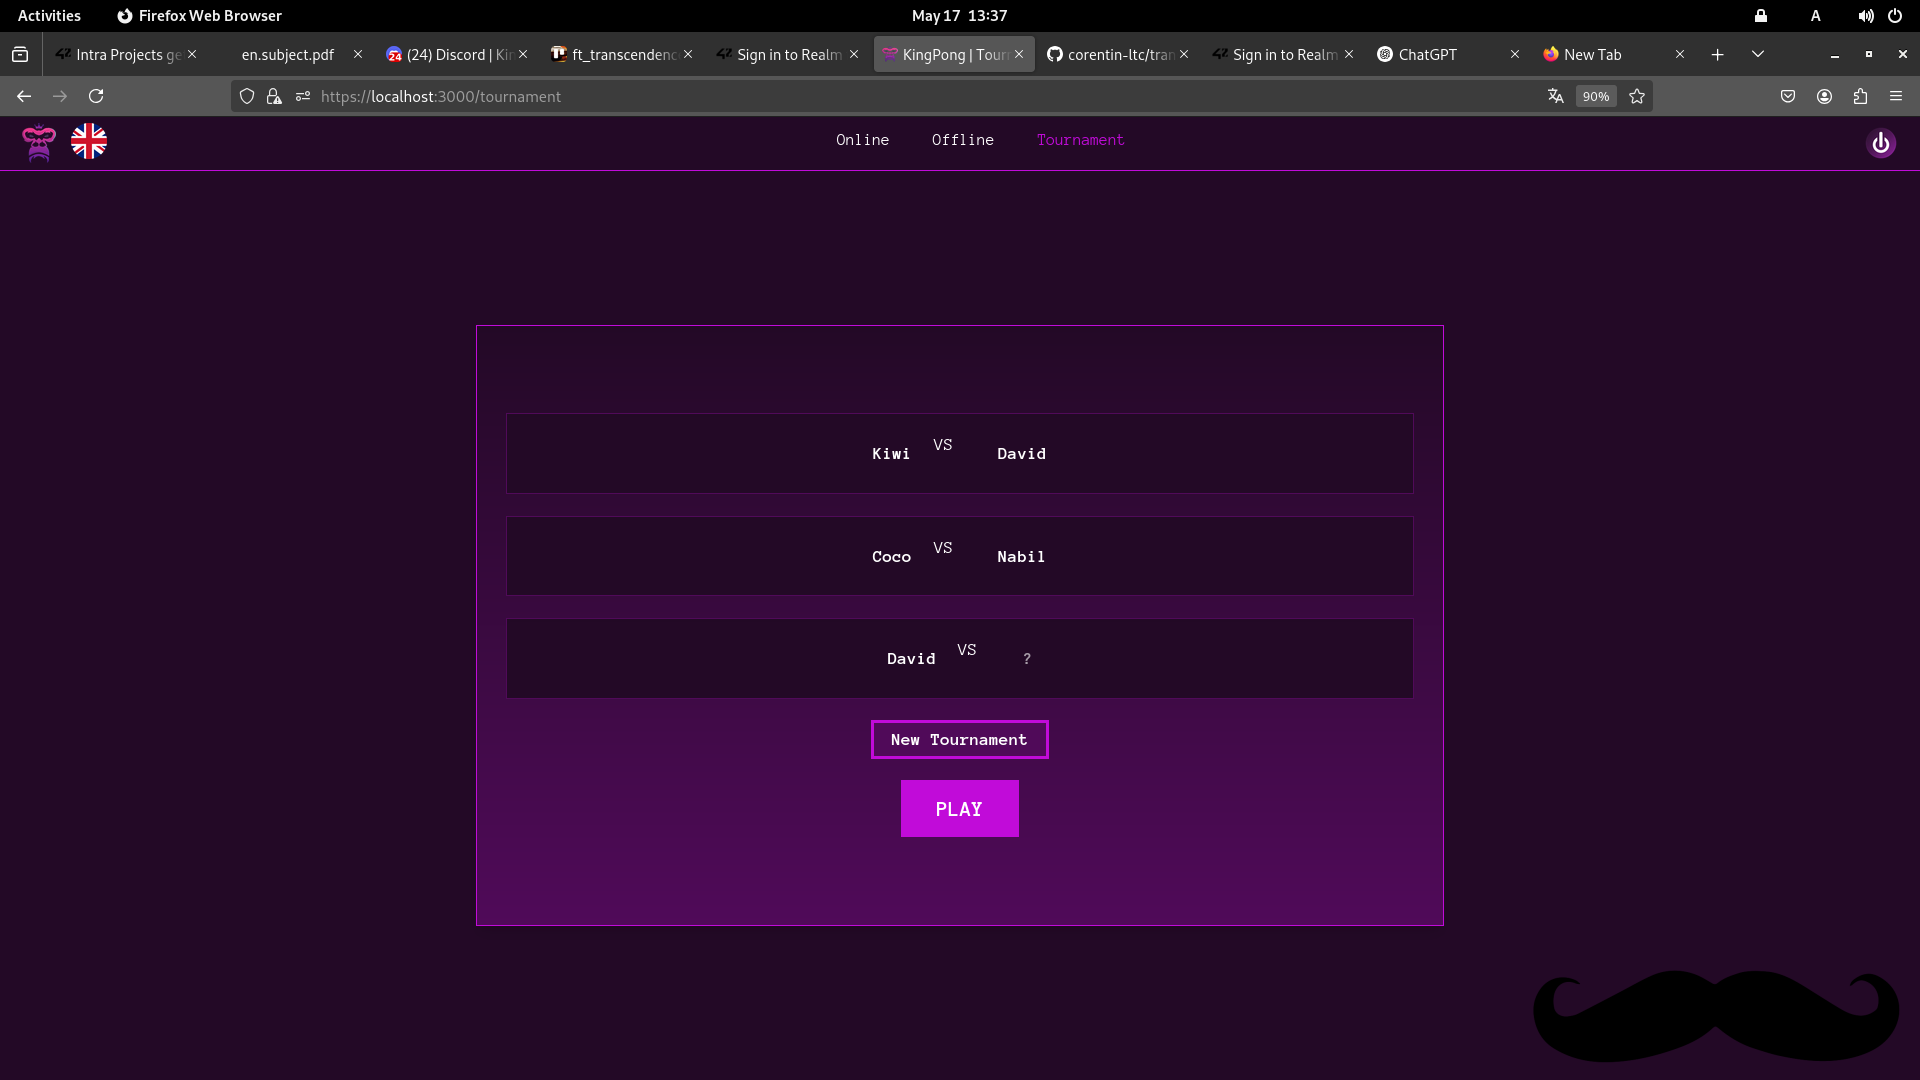 Activities Firefox Web Browser May 17 13:37 A
Intra Projects ge en.subject.pdf 24 (24) Discord | Kin ft_transcendenc Sign in to Realm KingPong | Tourn corentin-ltc/tran Sign in to Realm ChatGPT New Tab
https://localhost:3000/tournament 90%
Online Offline Tournament
Kiwi VS David
Coco VS Nabil
David VS ?
New Tournament
PLAY